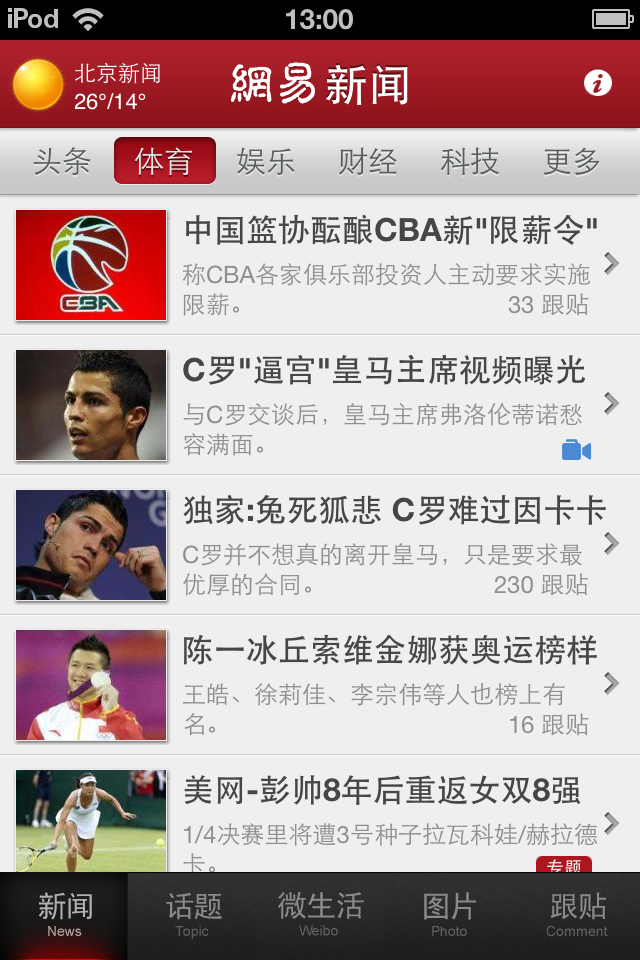 iPod
13:00
北京新闻
26°/14°
網易新闻
i
头条 体育 娱乐 财经 科技 更多
CBA
中国篮协酝酿CBA新"限薪令"
称CBA各家俱乐部投资人主动要求实施
限薪。
33 跟贴
C罗"逼宫"皇马主席视频曝光
与C罗交谈后，皇马主席弗洛伦蒂诺愁
容满面。
独家:兔死狐悲 C罗难过因卡卡
C罗并不想真的离开皇马，只是要求最
优厚的合同。
230 跟贴
陈一冰丘索维金娜获奥运榜样
王皓、徐莉佳、李宗伟等人也榜上有
名。
16 跟贴
美网-彭帅8年后重返女双8强
1/4决赛里将遭3号种子拉瓦科娃/赫拉德
卡。
专题
新闻 话题 微生活 图片 跟贴
News Topic Weibo Photo Comment